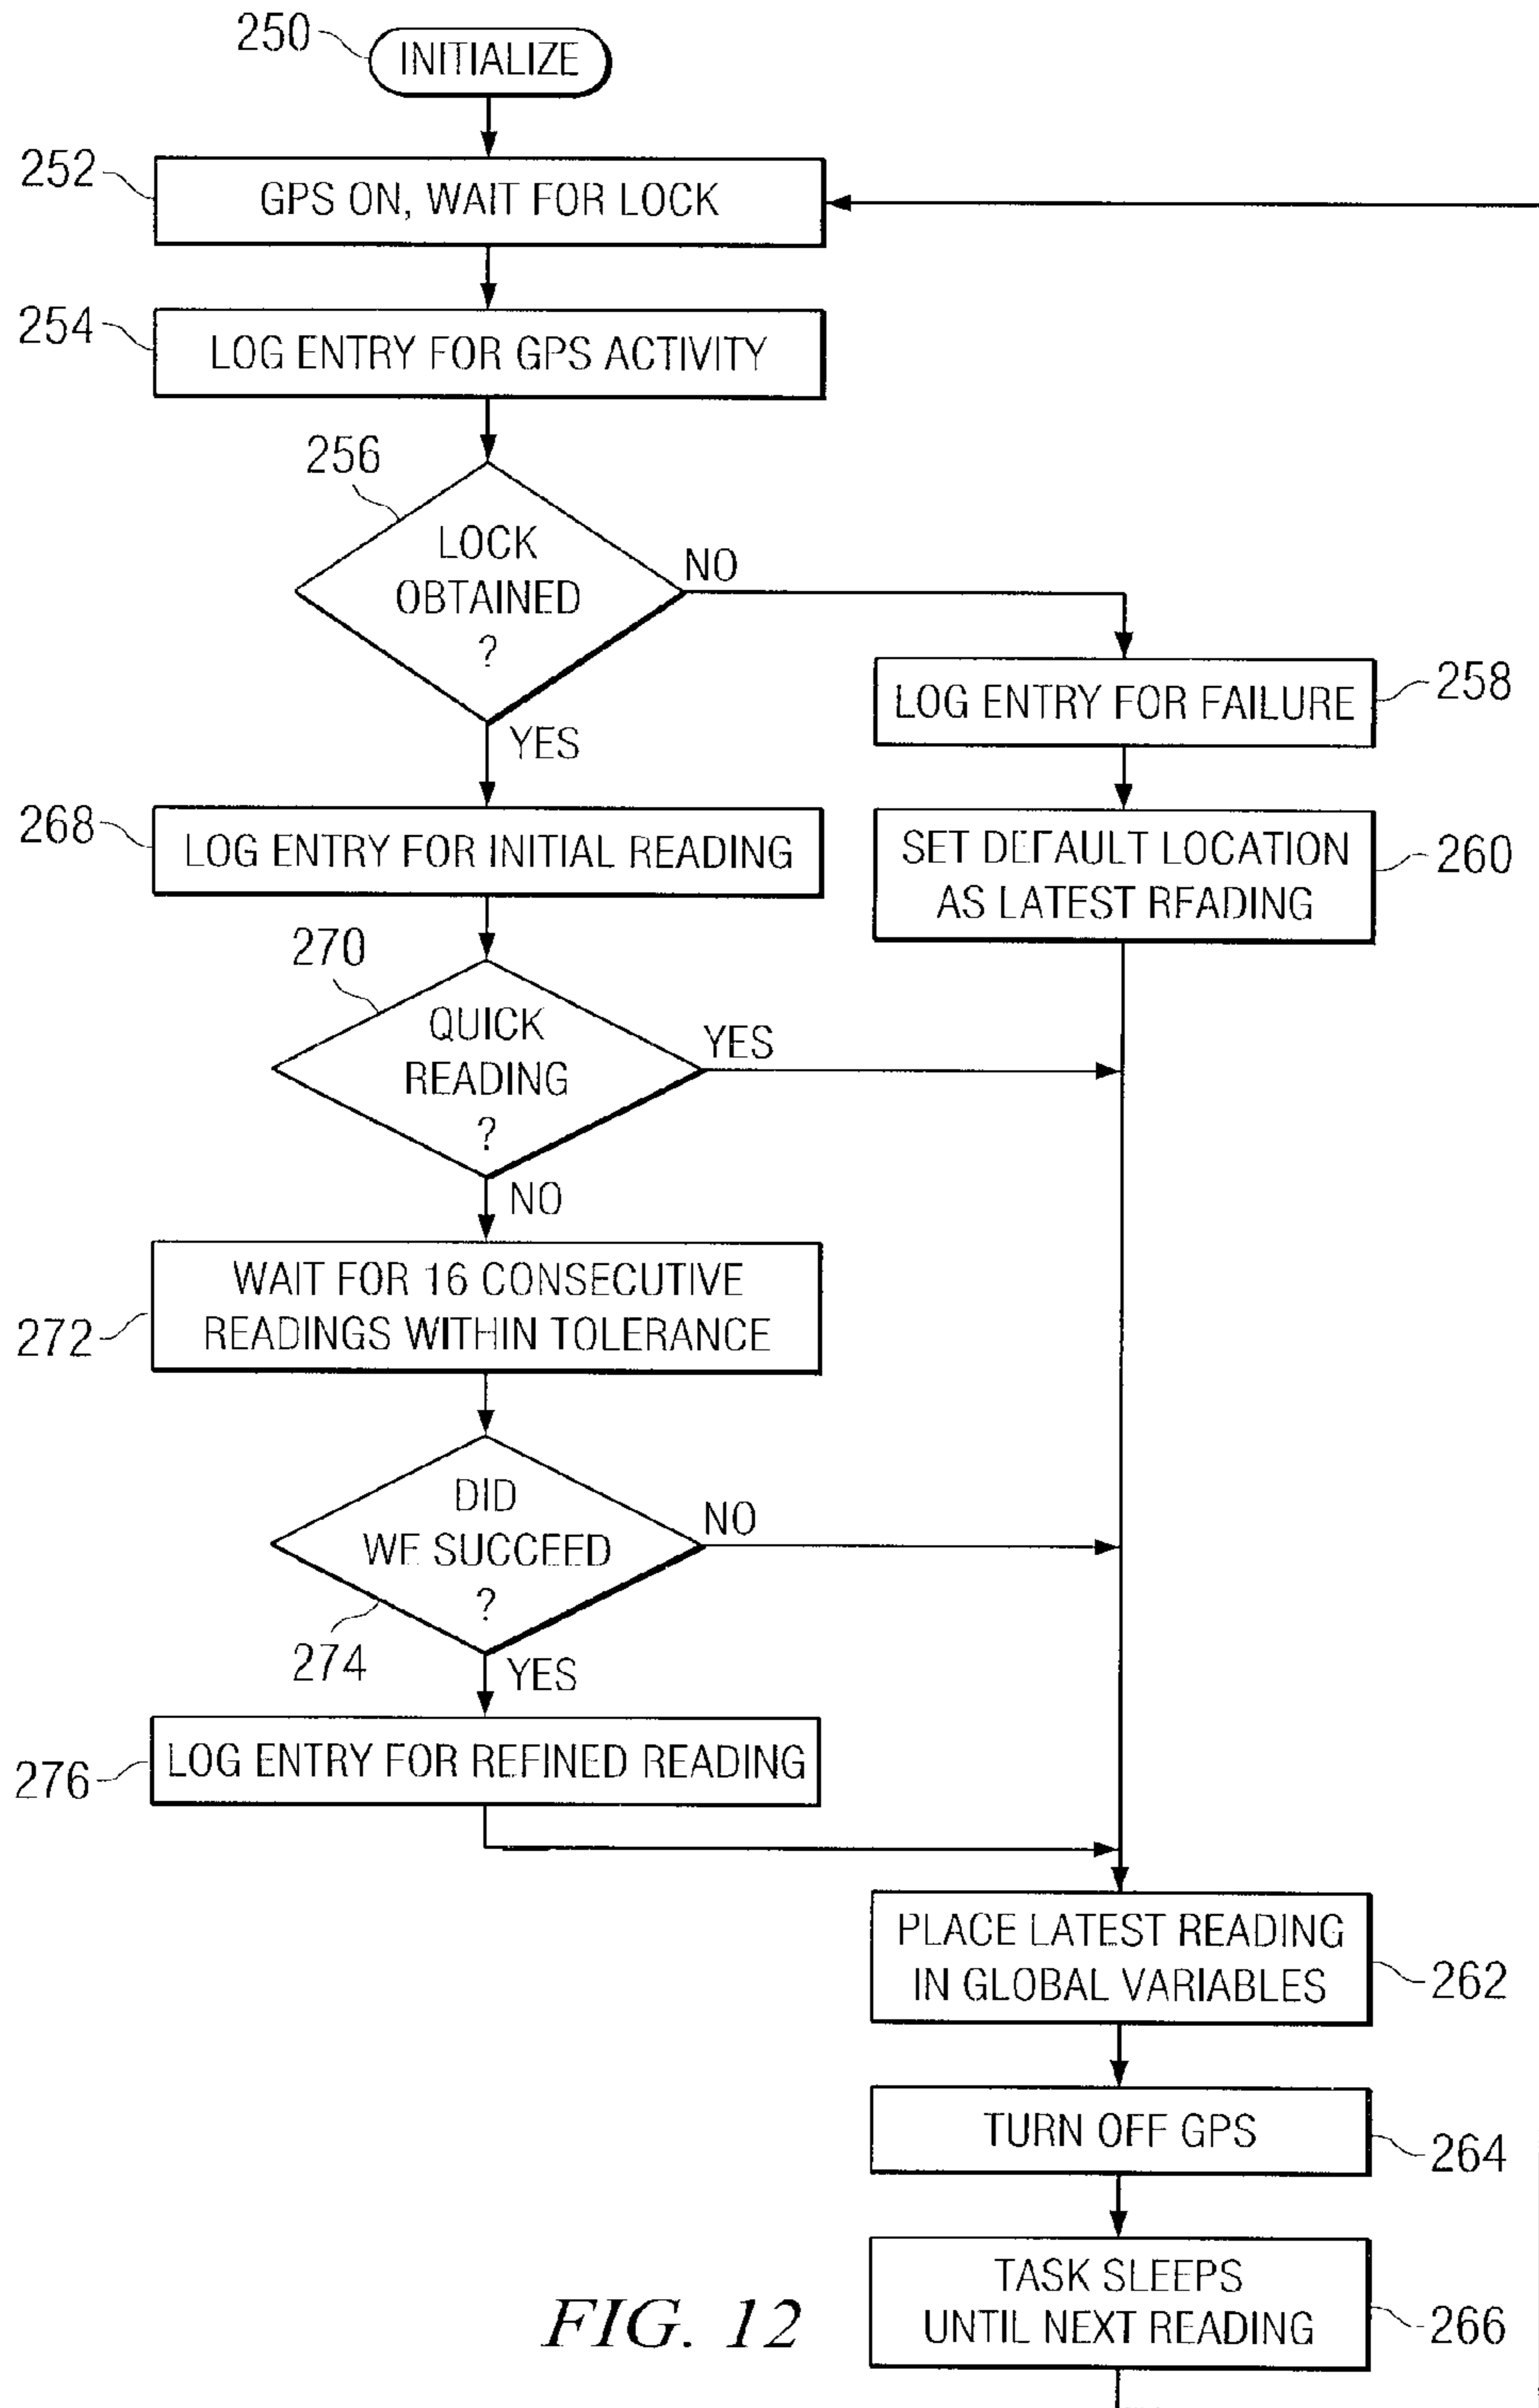 250
INITIALIZE
252
GPS ON, WAIT FOR LOCK
254
LOG ENTRY FOR GPS ACTIVITY
256
LOCK
OBTAINED
?
NO
YES
LOG ENTRY FOR FAILURE
258
268
LOG ENTRY FOR INITIAL READING
SET DEFAULT LOCATION
AS LATEST READING
260
270
QUICK
READING
?
YES
NO
272
WAIT FOR 16 CONSECUTIVE
READINGS WITHIN TOLERANCE
DID
WE SUCCEED
?
NO
274
YES
276
LOG ENTRY FOR REFINED READING
PLACE LATEST READING
IN GLOBAL VARIABLES
262
TURN OFF GPS
264
TASK SLEEPS
UNTIL NEXT READING
266
FIG. 12